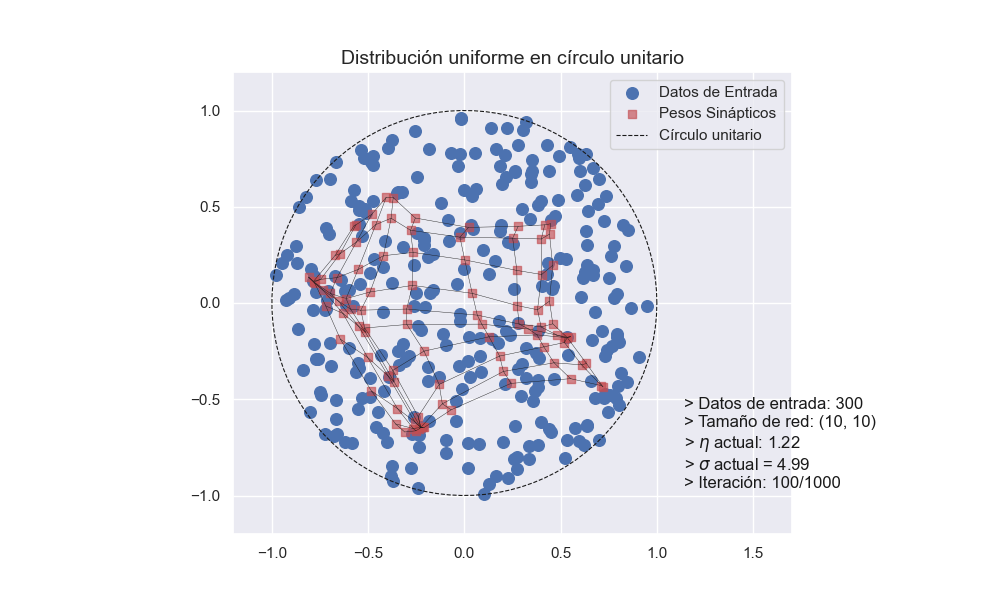 Distribución uniforme en círculo unitario
Datos de Entrada
Pesos Sinápticos
Círculo unitario
1.0
0.5
0.0
−0.5
−1.0
> Datos de entrada: 300
> Tamaño de red: (10, 10)
> η actual: 1.22
> σ actual = 4.99
> Iteración: 100/1000
−1.0 −0.5 0.0 0.5 1.0 1.5